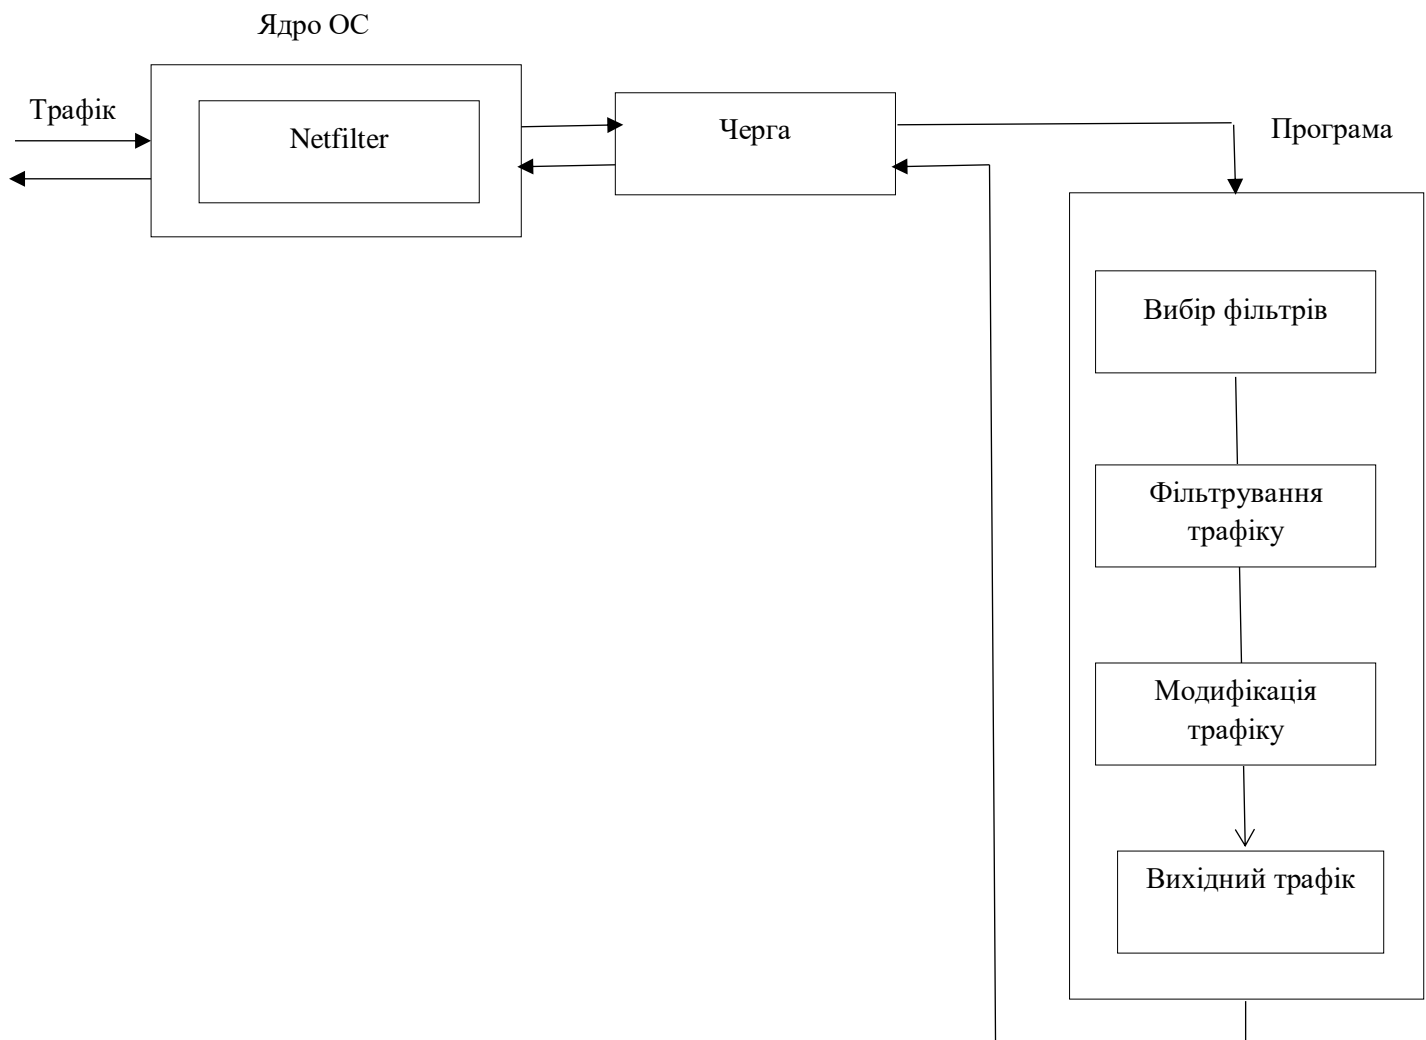 Ядро ОС
Трафік
Netfilter
Черга
Програма
Вибір фільтрів
Фільтрування
трафіку
Модифікація
трафіку
Вихідний трафік